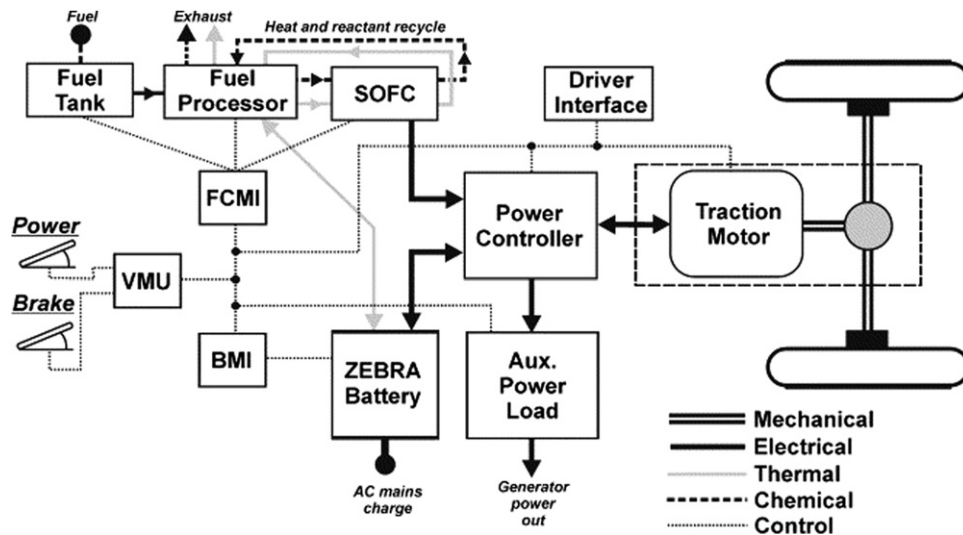 Fuel
Exhaust
Heat and reactant recycle
Fuel
Tank
Fuel
Processor
SOFC
Driver
Interface
FCMI
Power
Controller
Traction
Motor
Power
VMU
Brake
BMI
ZEBRA
Battery
Aux.
Power
Load
AC mains
charge
Generator
power
out
Mechanical
Electrical
Thermal
Chemical
Control